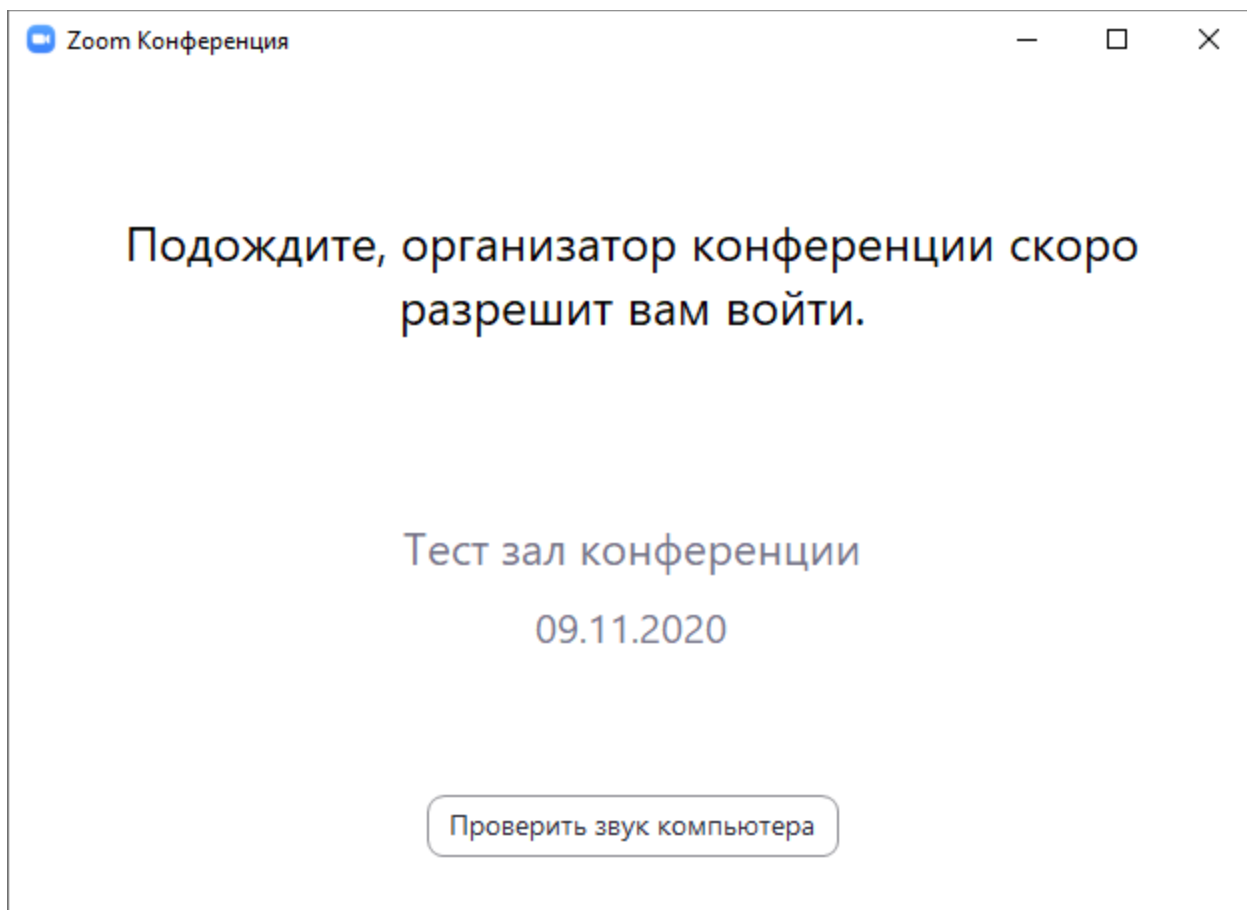 Zoom Конференция
Подождите, организатор конференции скоро
разрешит вам войти.
Тест зал конференции
09.11.2020
Проверить звук компьютера